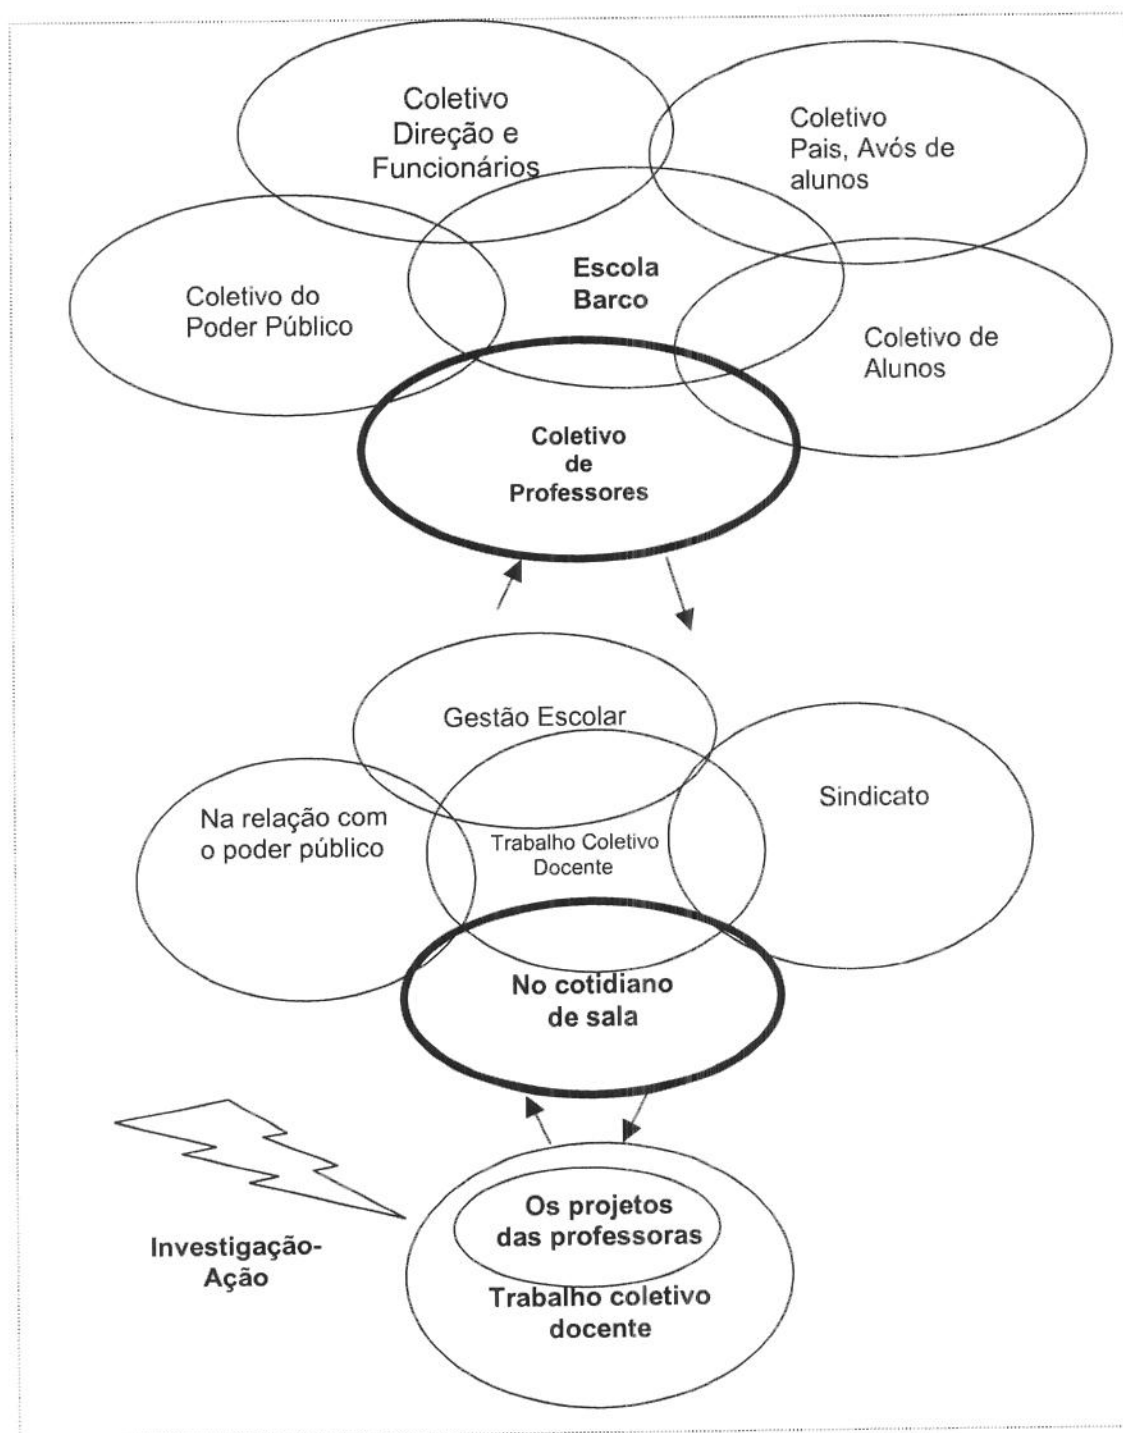 Coletivo
Direção e
Funcionários
Coletivo
Pais, Avós de
alunos
Escola
Barco
Coletivo do
Poder Público
Coletivo de
Alunos
Coletivo
de
Professores
Gestão Escolar
Sindicato
Na relação com
o poder público
Trabalho Coletivo
Docente
No cotidiano
de sala
Os projetos
das professoras
Investigação-
Ação
Trabalho coletivo
docente